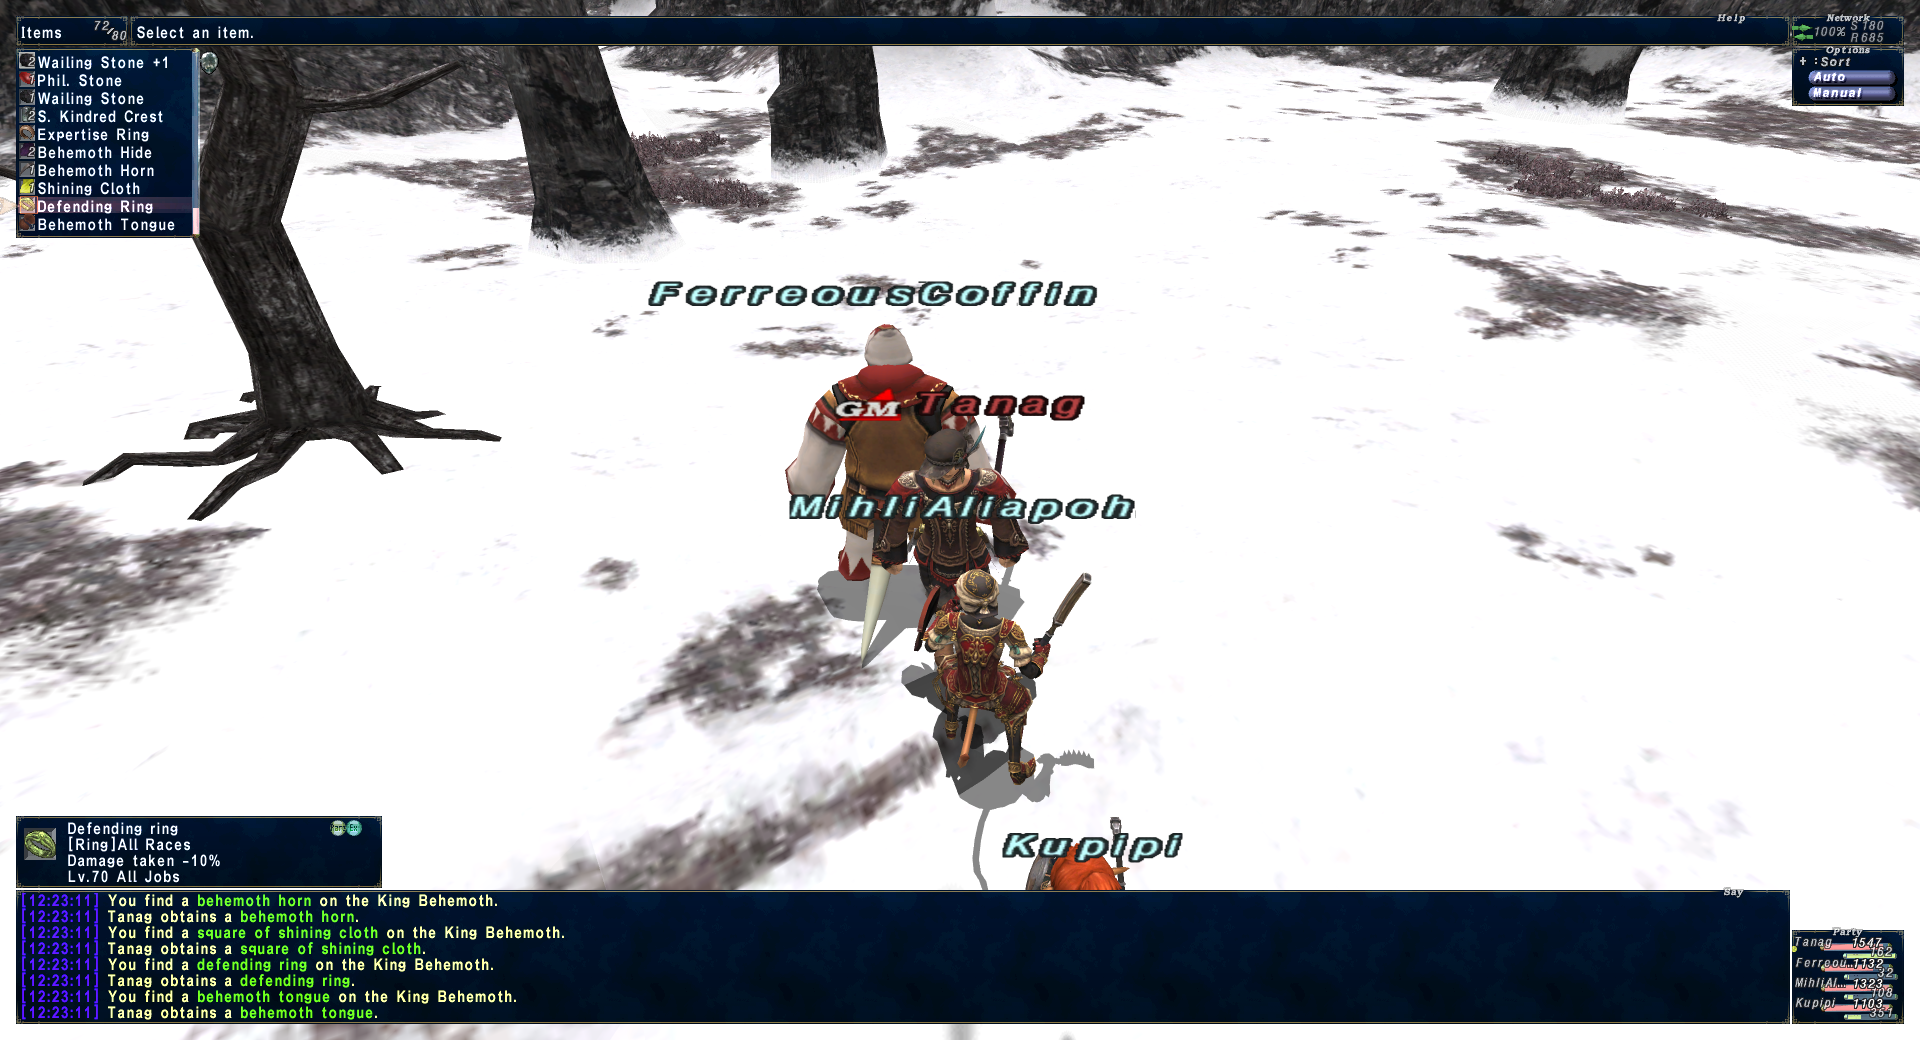 Items 72/80
Select an item.
Help
Network
100% S 180
R 685
Options
+ :Sort
Auto
Manual
2 Wailing Stone +1
1 Phil. Stone
1 Wailing Stone
2 S. Kindred Crest
Expertise Ring
2 Behemoth Hide
1 Behemoth Horn
1 Shining Cloth
Defending Ring
Behemoth Tongue
FerreousCoffin
GM Tanag
MihliAliapoh
Kupipi
Defending ring
Rare Ex
[Ring]All Races
Damage taken -10%
Lv.70 All Jobs
Say
[12:23:11] You find a behemoth horn on the King Behemoth.
[12:23:11] Tanag obtains a behemoth horn.
[12:23:11] You find a square of shining cloth on the King Behemoth.
[12:23:11] Tanag obtains a square of shining cloth.
[12:23:11] You find a defending ring on the King Behemoth.
[12:23:11] Tanag obtains a defending ring.
[12:23:11] You find a behemoth tongue on the King Behemoth.
[12:23:11] Tanag obtains a behemoth tongue.
Party
Tanag 1547
162
Ferreou… 1132
32
MihliAl… 1323
108
Kupipi 1103
351